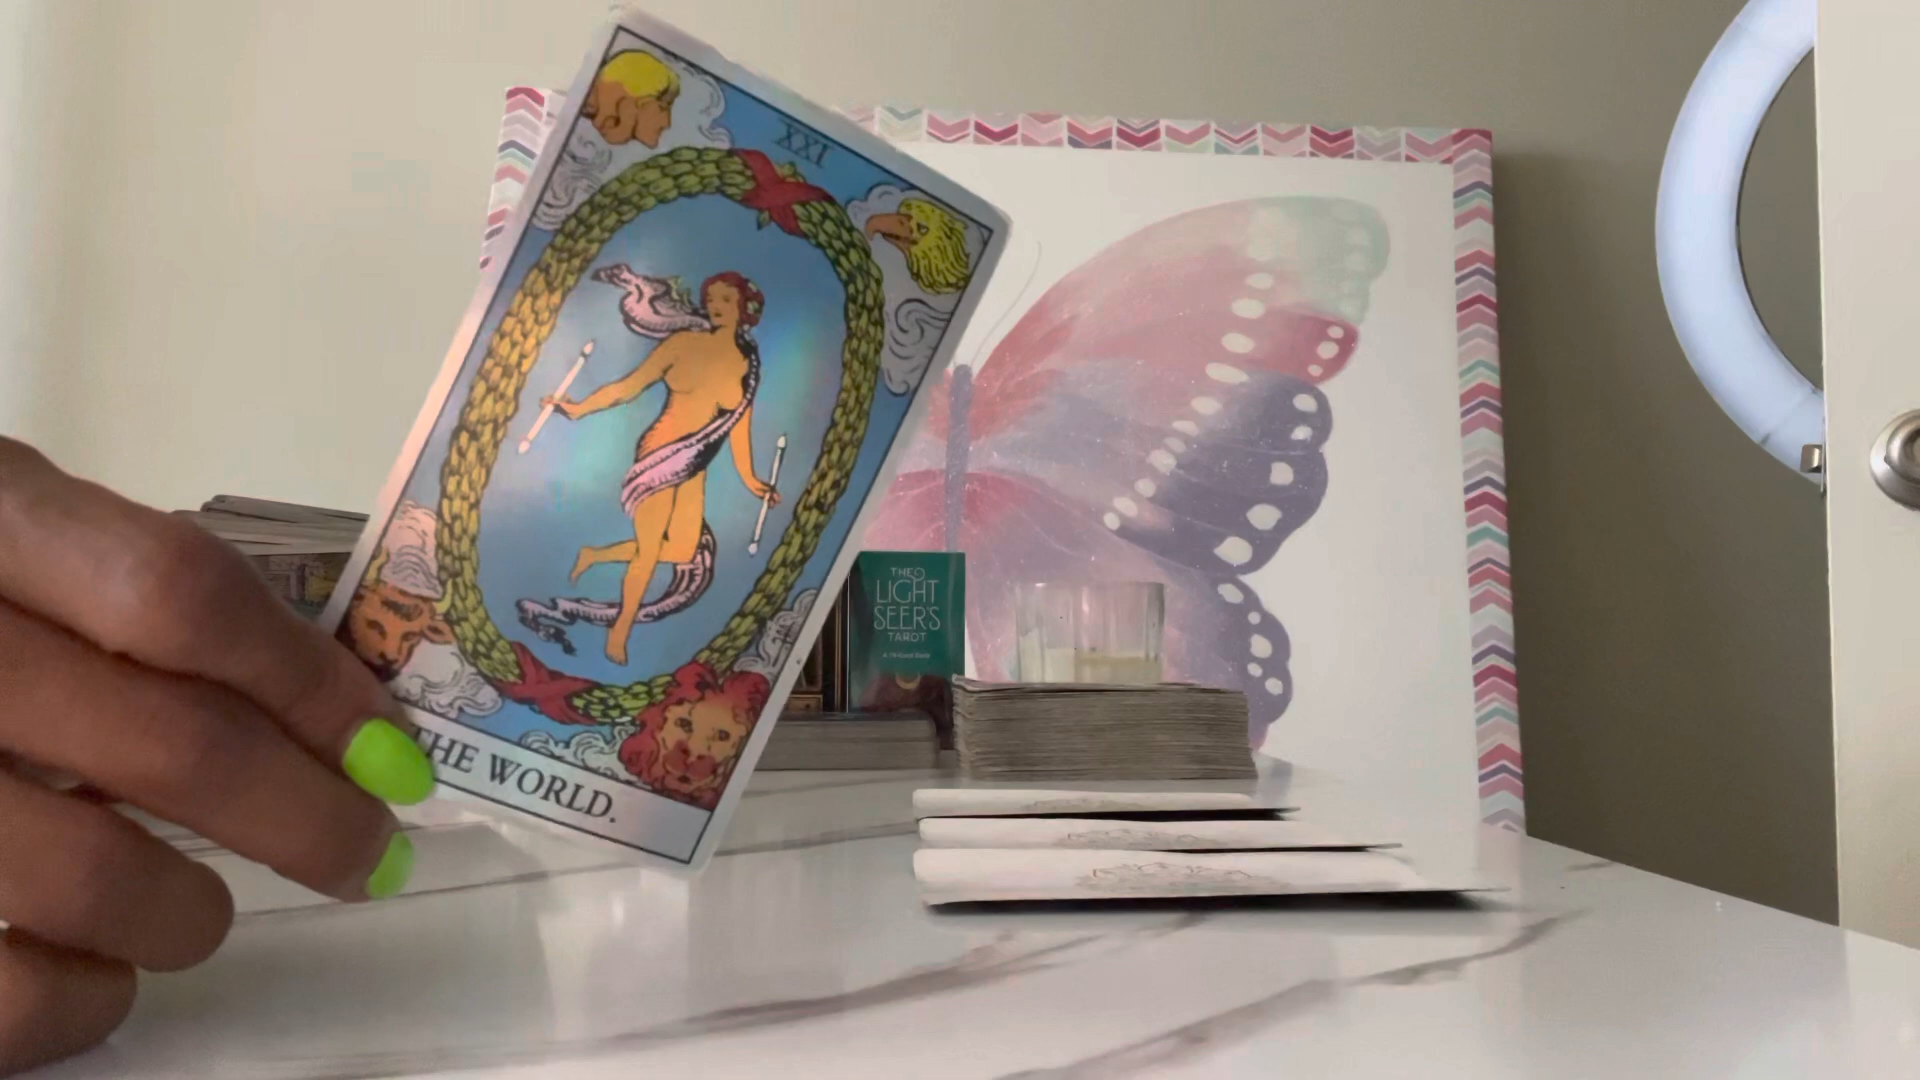 XXI
THE WORLD.
THE
LIGHT
SEER'S
TAROT